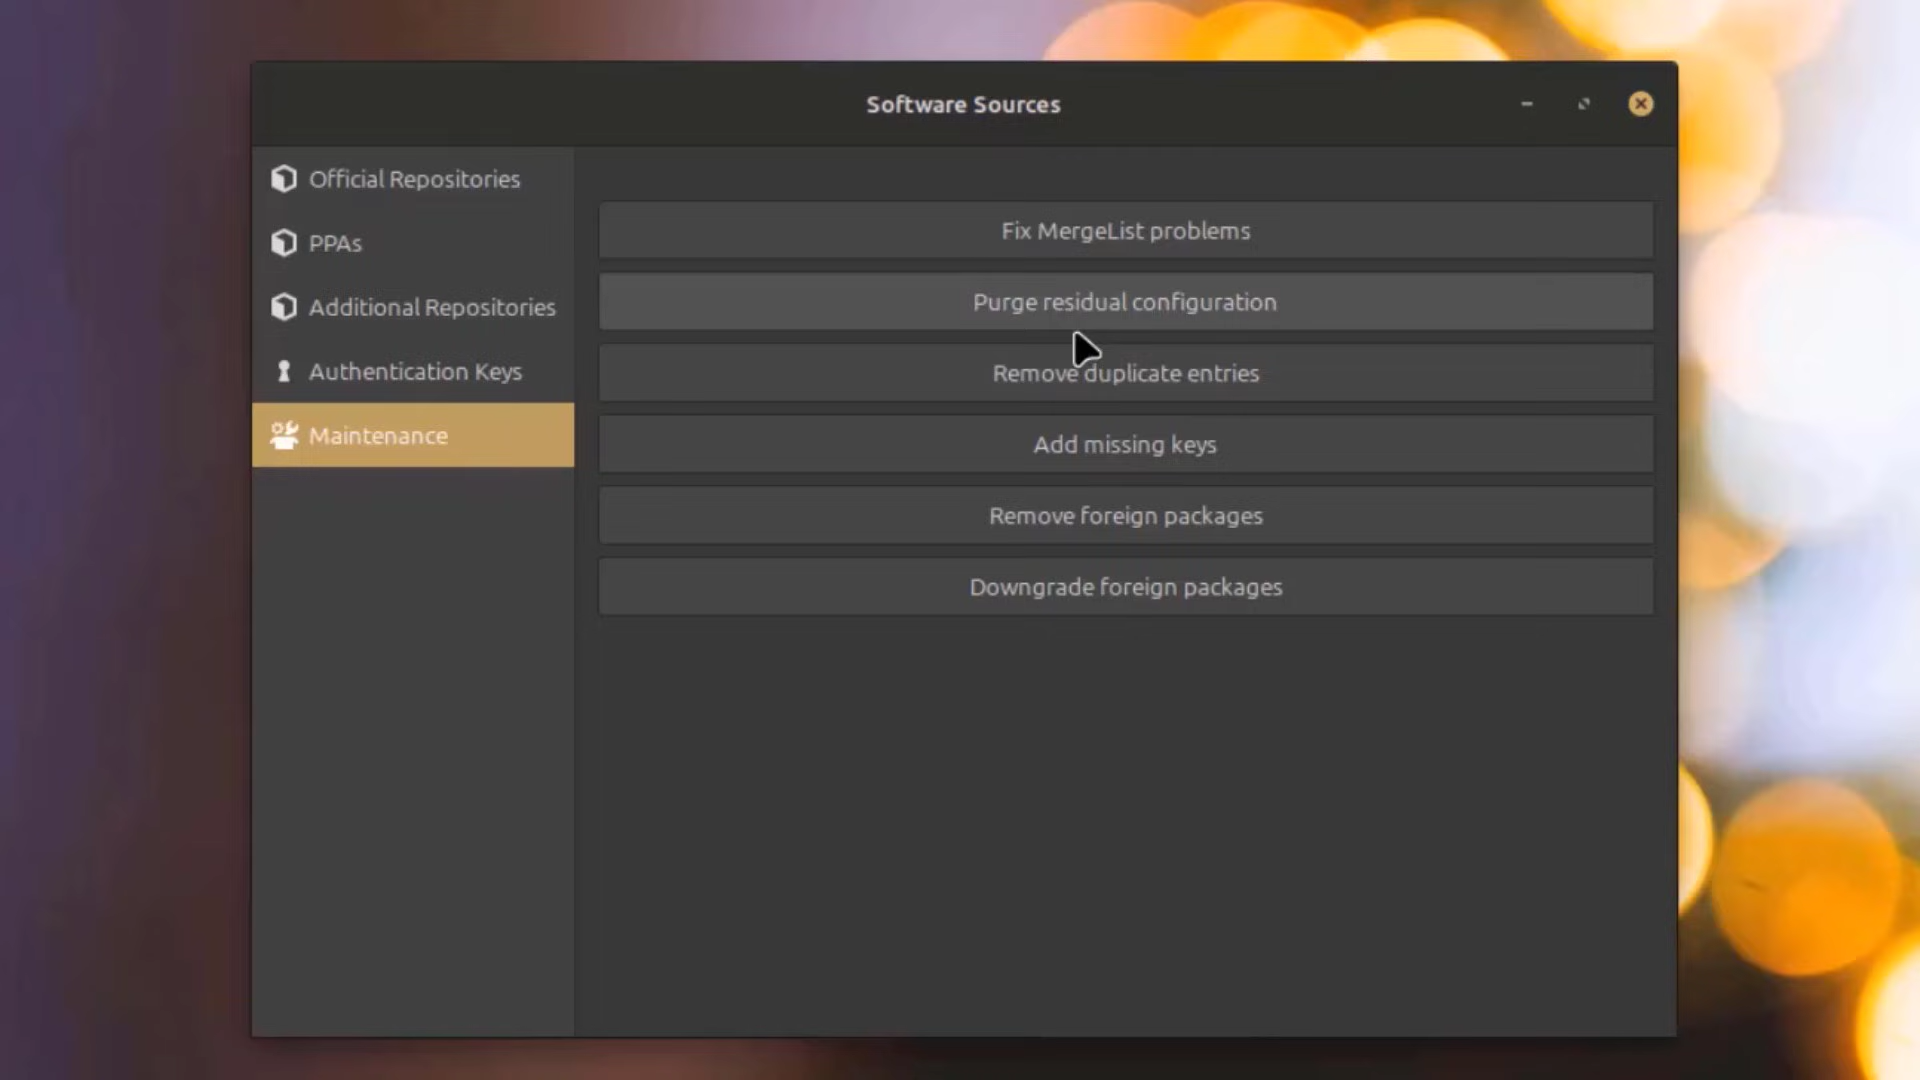 Software Sources
Official Repositories
PPAs
Additional Repositories
Authentication Keys
Maintenance
Fix MergeList problems
Purge residual configuration
Remove duplicate entries
Add missing keys
Remove foreign packages
Downgrade foreign packages